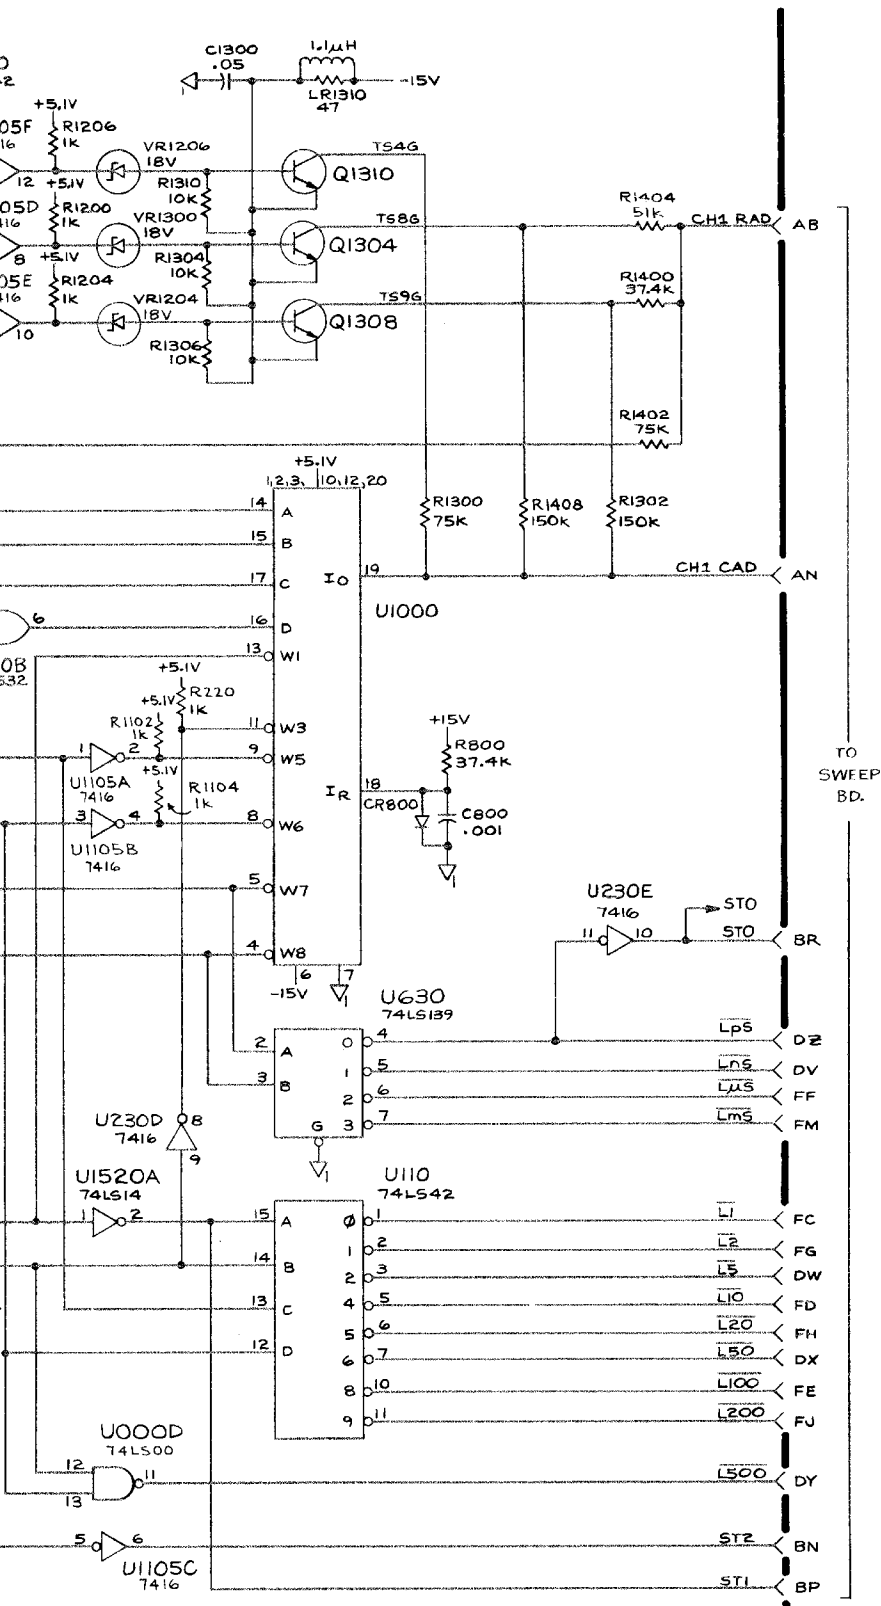 C1300
.05
1.1µH
LR1310
47
-15V
+5.1V
05F
16
R1206
1K
12
VR1206
18V
R1310
10K
Q1310
TS4G
+5.1V
05D
416
R1200
1K
8
VR1300
18V
R1304
10K
Q1304
TS8G
R1404
51K
CH1 RAD
AB
+5.1V
05E
416
R1204
1K
10
VR1204
18V
R1306
10K
Q1308
TS9G
R1400
37.4K
R1402
75K
+5.1V
1,2,3, 10,12,20
14 A
15 B
17 C
6
16 D
13 W1
0B
S32
I0 19
U1000
R1300
75K
R1408
150K
R1302
150K
CH1 CAD
AN
+5.1V
R220
1K
+5.1V
R1102
1K
11 W3
1 2
9 W5
U1105A
7416
+5.1V
R1104
1K
3 4
8 W6
U1105B
7416
IR 18
+15V
R800
37.4K
CR800
C800
.001
1
TO
SWEEP
BD.
5 W7
4 W8
6
-15V
7
1
U230E
7416
11 10
STO
STO
BR
U630
74LS139
2 A
3 B
G
1
0 4
LpS
DZ
1 5
LnS
DV
2 6
LµS
FF
3 7
LmS
FM
U230D
7416
8
9
U1520A
74LS14
1 2
U110
74LS42
15 A
14 B
13 C
12 D
Ø 1
L1
FC
1 2
L2
FG
2 3
L5
DW
4 5
L10
FD
5 6
L20
FH
6 7
L50
DX
8 10
L100
FE
9 11
L200
FJ
U000D
74LS00
12
13
11
L500
DY
5 6
U1105C
7416
ST2
BN
ST1
BP